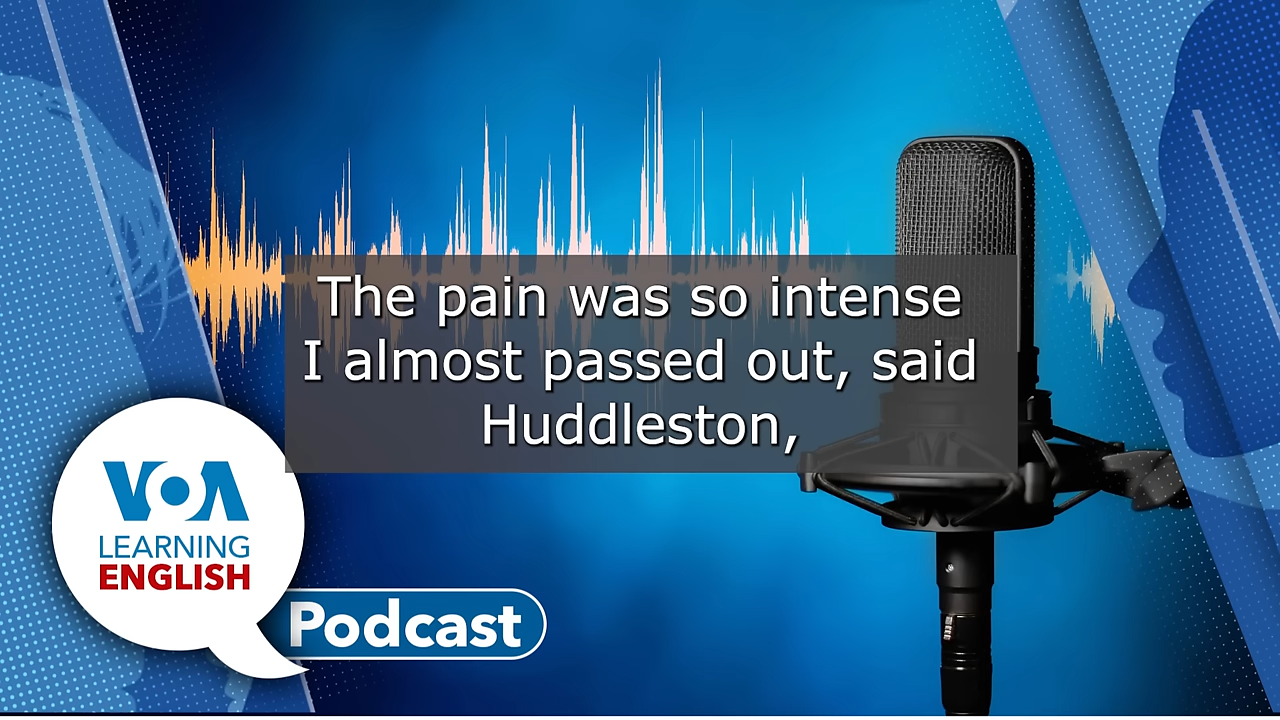 The pain was so intense
I almost passed out, said
Huddleston,
VOA
LEARNING
ENGLISH
Podcast